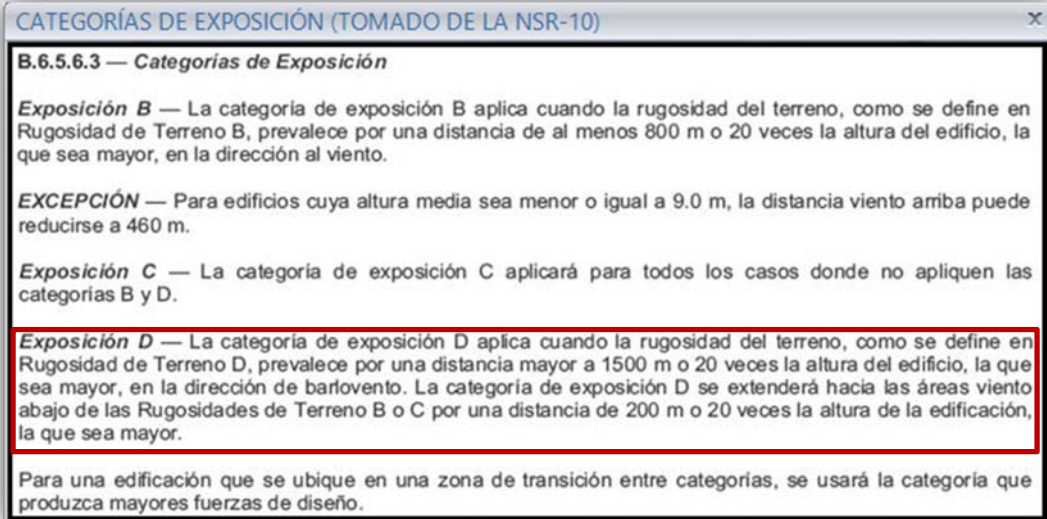 CATEGORÍAS DE EXPOSICIÓN (TOMADO DE LA NSR-10)
x
B.6.5.6.3 — Categorías de Exposición
Exposición B — La categoría de exposición B aplica cuando la rugosidad del terreno, como se define en
Rugosidad de Terreno B, prevalece por una distancia de al menos 800 m o 20 veces la altura del edificio, la
que sea mayor, en la dirección al viento.
EXCEPCIÓN — Para edificios cuya altura media sea menor o igual a 9.0 m, la distancia viento arriba puede
reducirse a 460 m.
Exposición C — La categoría de exposición C aplicará para todos los casos donde no apliquen las
categorías B y D.
Exposición D — La categoría de exposición D aplica cuando la rugosidad del terreno, como se define en
Rugosidad de Terreno D, prevalece por una distancia mayor a 1500 m o 20 veces la altura del edificio, la que
sea mayor, en la dirección de barlovento. La categoría de exposición D se extenderá hacia las áreas viento
abajo de las Rugosidades de Terreno B o C por una distancia de 200 m o 20 veces la altura de la edificación,
la que sea mayor.
Para una edificación que se ubique en una zona de transición entre categorías, se usará la categoría que
produzca mayores fuerzas de diseño.